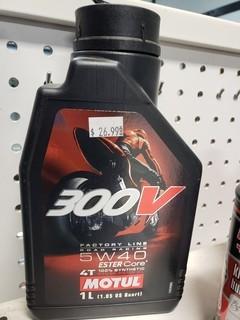 $ 26.99
300V
FACTORY LINE
ROAD RACING
5W40
ESTER Core®
4T 100% SYNTHETIC
MOTUL
1L (1.05 US Quart)